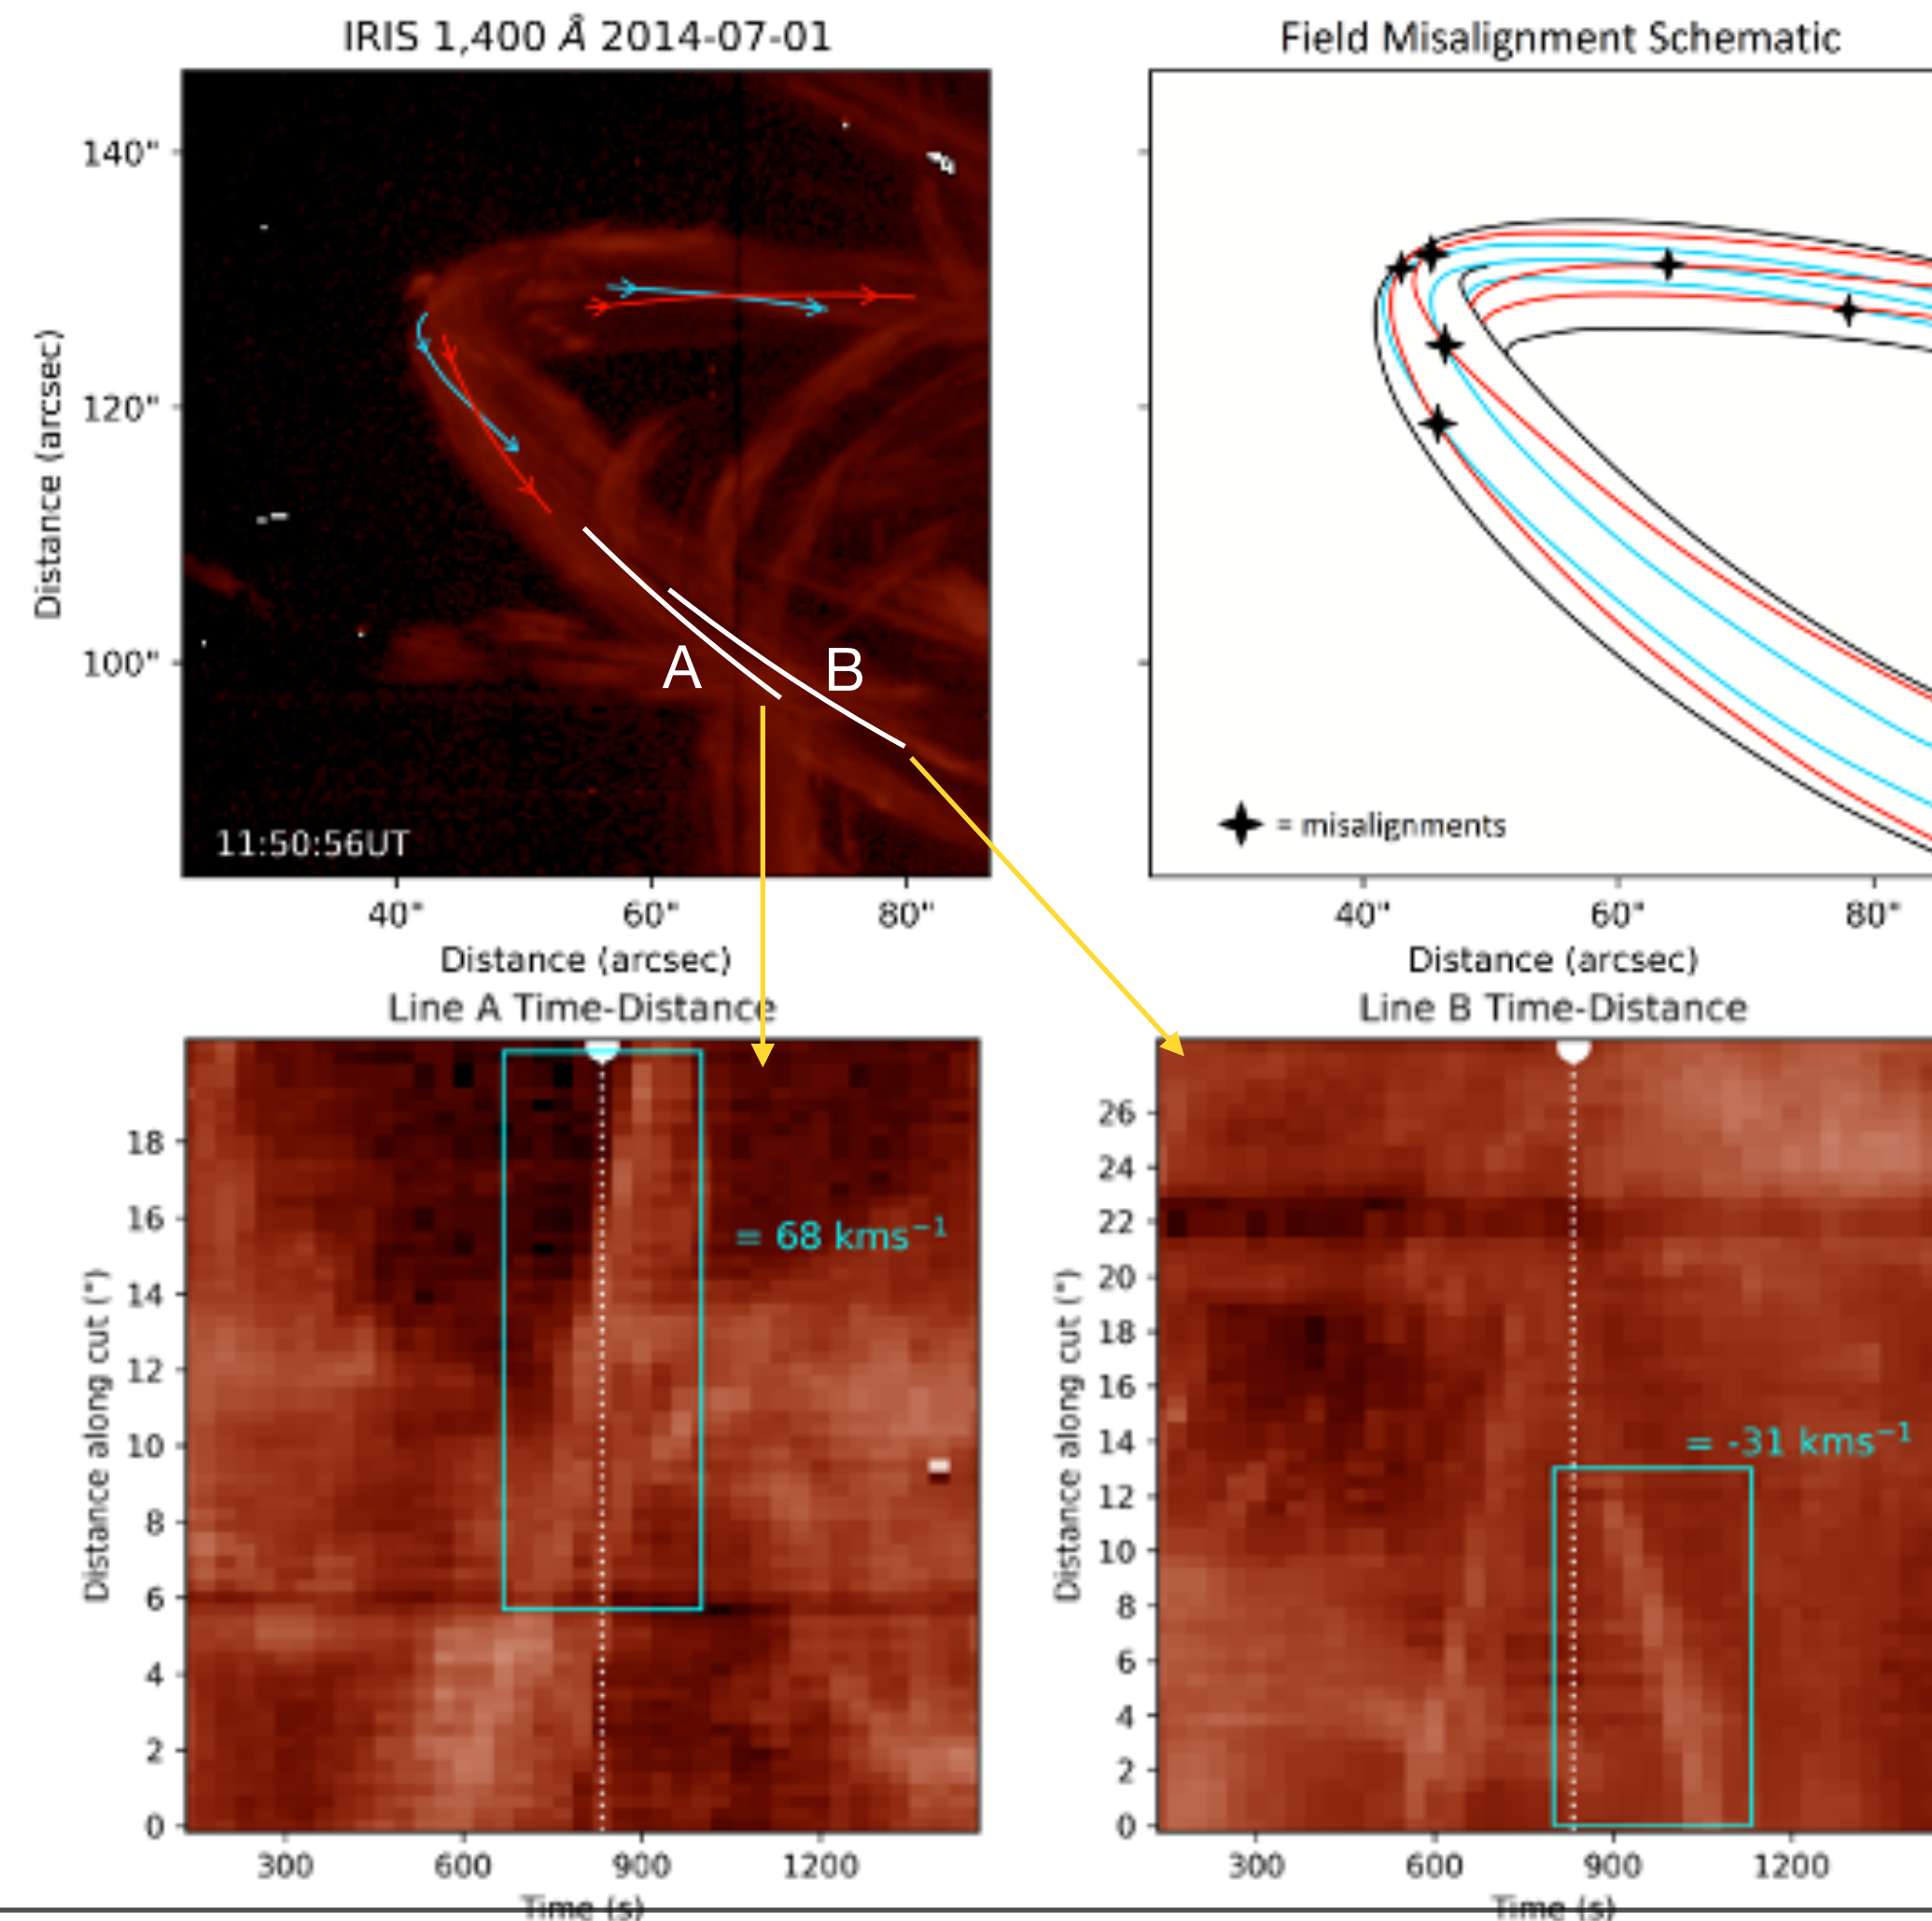 IRIS 1,400 Å 2014-07-01
Field Misalignment Schematic
140"
120"
100"
Distance (arcsec)
A
B
11:50:56UT
40" 60" 80"
Distance (arcsec)
= misalignments
40" 60" 80"
Distance (arcsec)
Line A Time-Distance
18
16
14
12
10
8
6
4
2
0
Distance along cut (")
= 68 kms⁻¹
300 600 900 1200
Time (s)
Line B Time-Distance
26
24
22
20
18
16
14
12
10
8
6
4
2
0
Distance along cut (")
= -31 kms⁻¹
300 600 900 1200
Time (s)